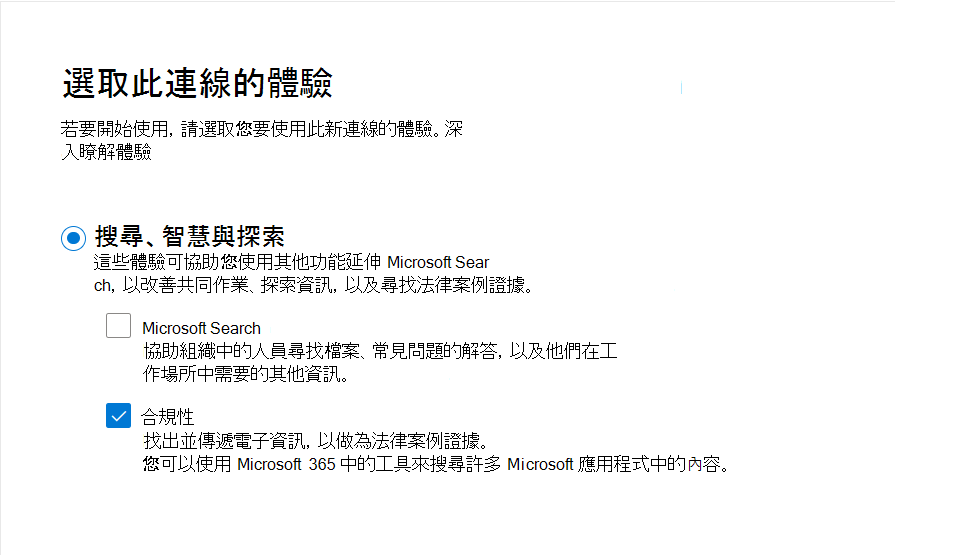 選取此連線的體驗
若要開始使用, 請選取您要使用此新連線的體驗。深
入瞭解體驗
搜尋、智慧與探索
這些體驗可協助您使用其他功能延伸 Microsoft Sear
ch, 以改善共同作業、探索資訊, 以及尋找法律案例證據。
Microsoft Search
協助組織中的人員尋找檔案、常見問題的解答, 以及他們在工
作場所中需要的其他資訊。
合規性
找出並傳遞電子資訊, 以做為法律案例證據。
您可以使用 Microsoft 365 中的工具來搜尋許多 Microsoft 應用程式中的內容。